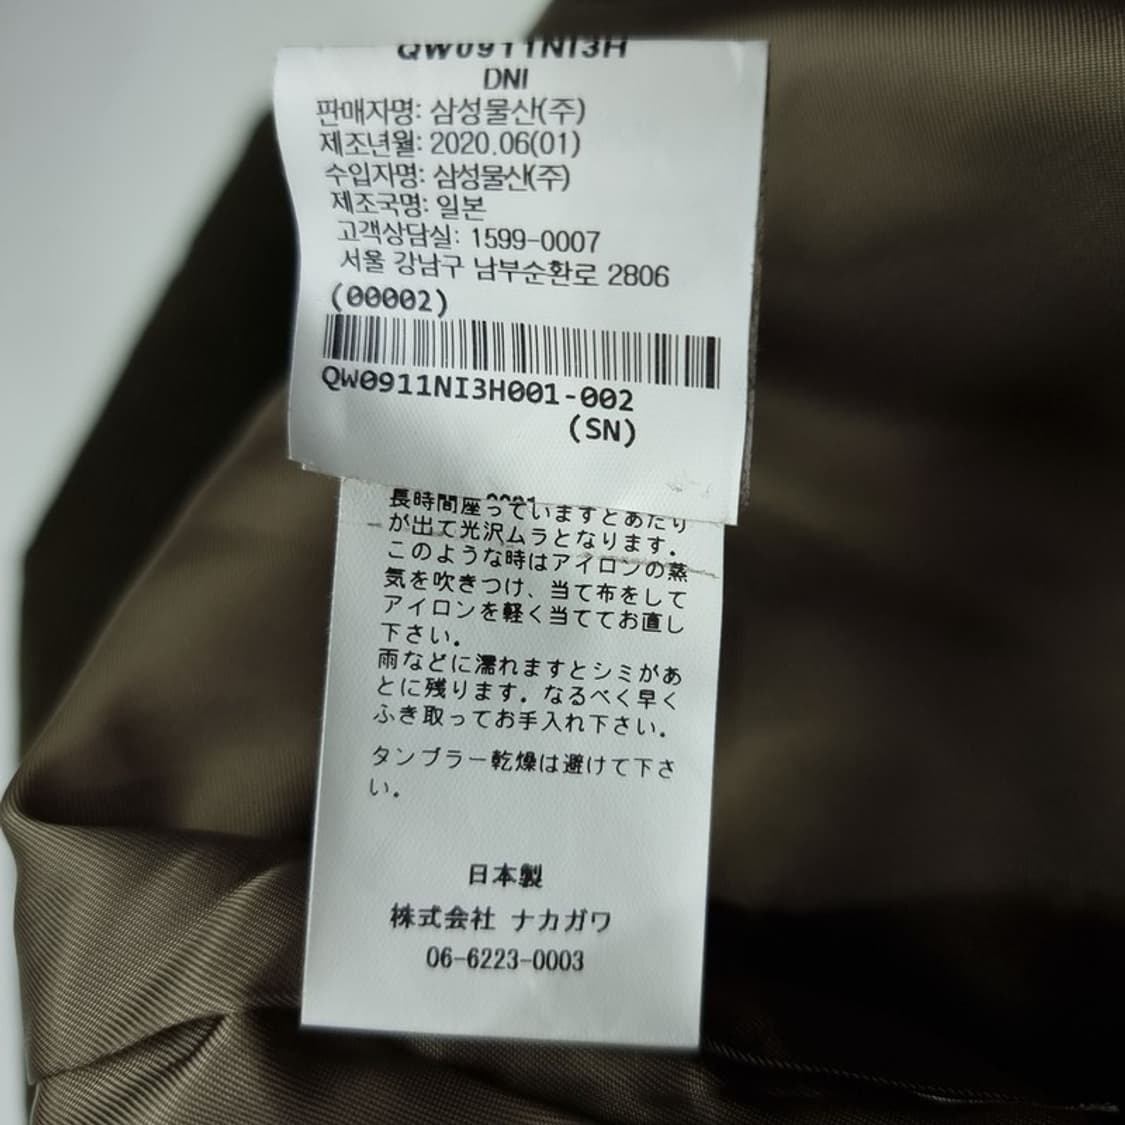 QW0911NI3H
DNI
판매자명: 삼성물산(주)
제조년월: 2020.06(01)
수입자명: 삼성물산(주)
제조국명: 일본
고객상담실: 1599-0007
서울 강남구 남부순환로 2806
(00002)
QW0911NI3H001-002
(SN)
長時間座っていますとあたり
が出て光沢ムラとなります.
このような時はアイロンの蒸
気を吹きつけ、当て布をして
アイロンを軽く当ててお直し
下さい.
雨などに濡れますとシミがあ
とに残ります. なるべく早く
ふき取ってお手入れ下さい.
タンブラー乾燥は避けて下さ
い.
日本製
株式会社 ナカガワ
06-6223-0003